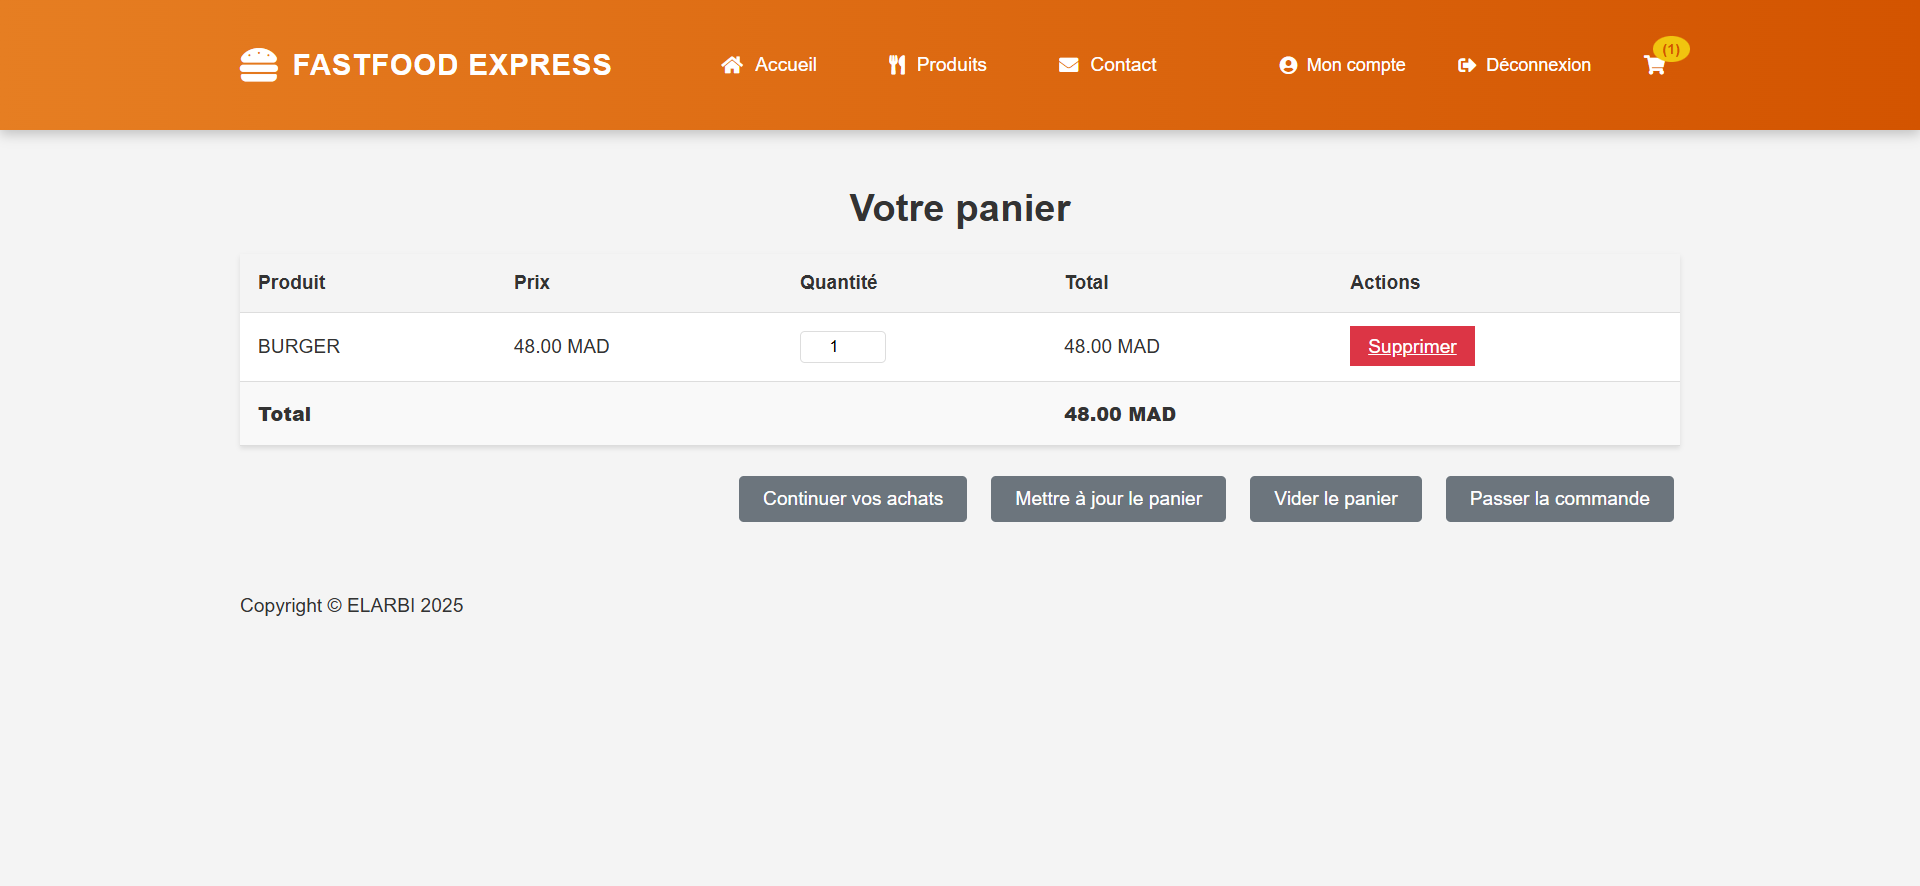 FASTFOOD EXPRESS Accueil Produits Contact Mon compte Déconnexion (1)
Votre panier
Produit Prix Quantité Total Actions
BURGER 48.00 MAD 1 48.00 MAD Supprimer
Total 48.00 MAD
Continuer vos achats Mettre à jour le panier Vider le panier Passer la commande
Copyright © ELARBI 2025